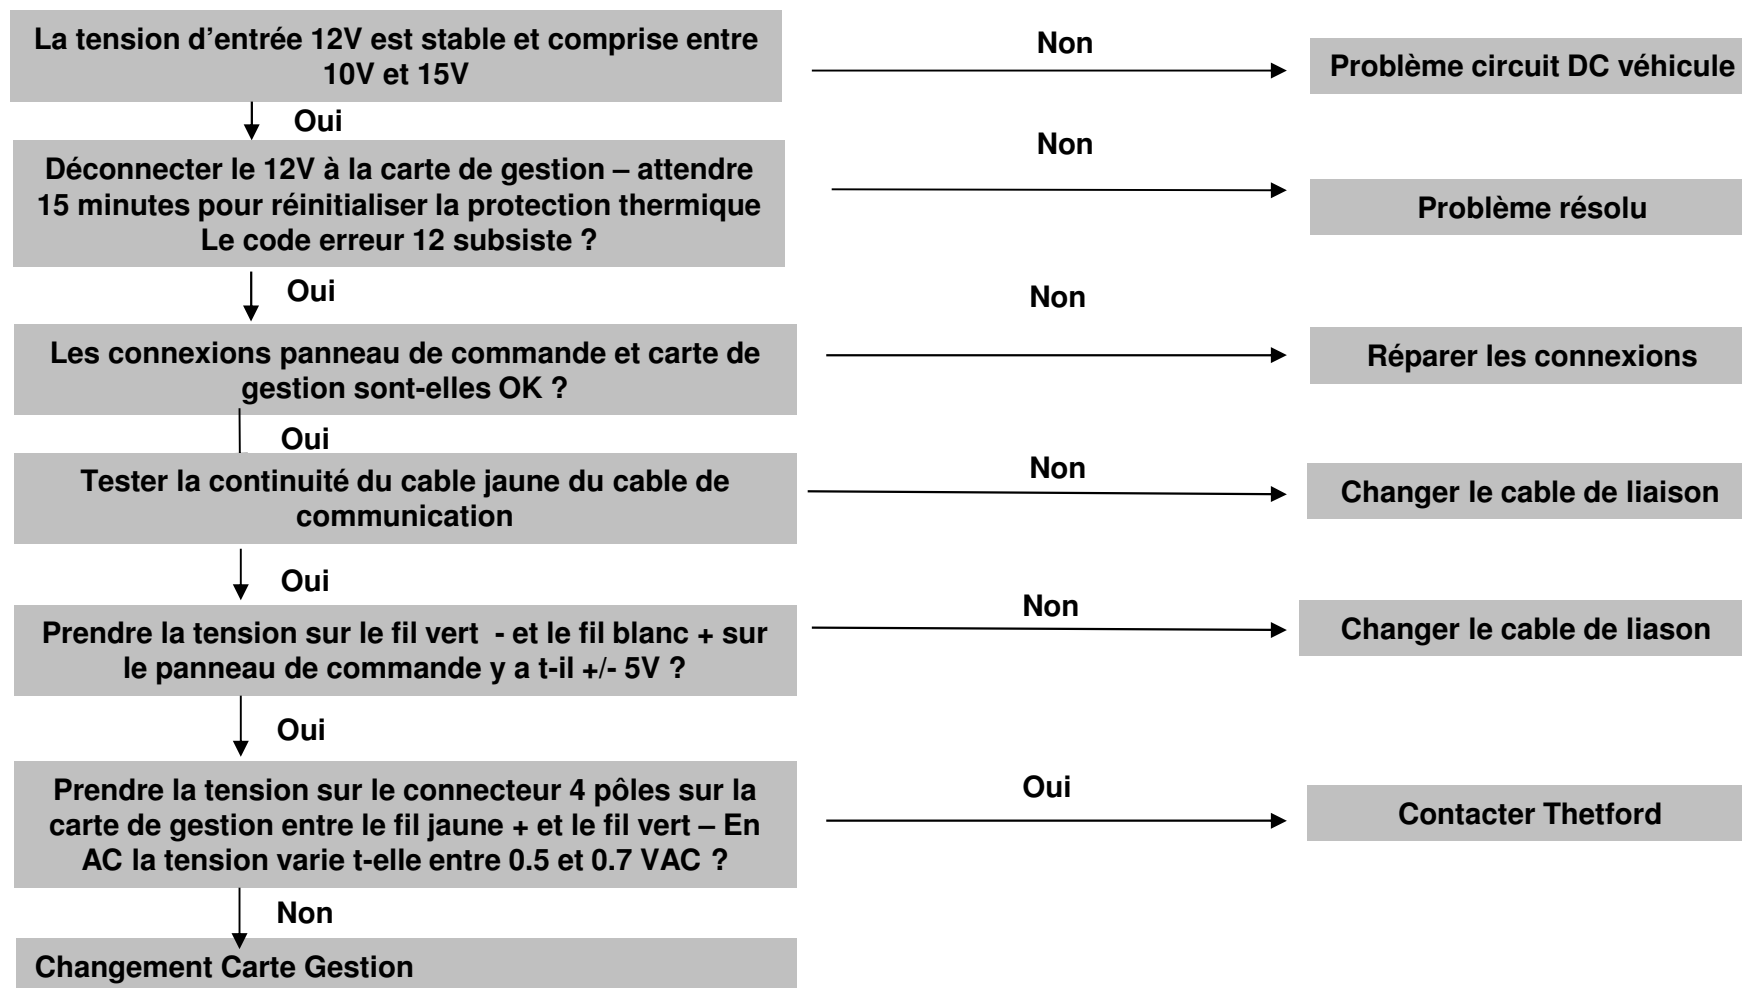 La tension d’entrée 12V est stable et comprise entre
10V et 15V
Non
Problème circuit DC véhicule
Oui
Déconnecter le 12V à la carte de gestion – attendre
15 minutes pour réinitialiser la protection thermique
Le code erreur 12 subsiste ?
Non
Problème résolu
Oui
Les connexions panneau de commande et carte de
gestion sont-elles OK ?
Non
Réparer les connexions
Oui
Tester la continuité du cable jaune du cable de
communication
Non
Changer le cable de liaison
Oui
Prendre la tension sur le fil vert - et le fil blanc + sur
le panneau de commande y a t-il +/- 5V ?
Non
Changer le cable de liason
Oui
Prendre la tension sur le connecteur 4 pôles sur la
carte de gestion entre le fil jaune + et le fil vert – En
AC la tension varie t-elle entre 0.5 et 0.7 VAC ?
Oui
Contacter Thetford
Non
Changement Carte Gestion